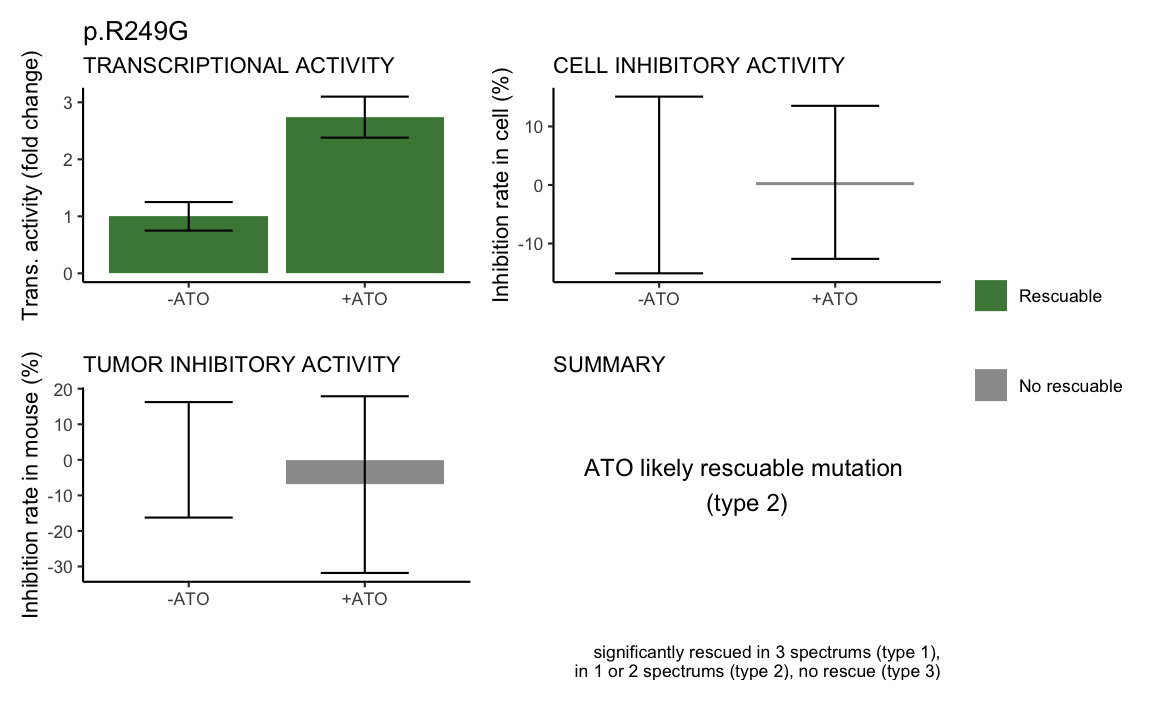 p.R249G
TRANSCRIPTIONAL ACTIVITY
Trans. activity (fold change)
3
2
1
0
-ATO
+ATO
CELL INHIBITORY ACTIVITY
Inhibition rate in cell (%)
10
0
-10
-ATO
+ATO
Rescuable
No rescuable
TUMOR INHIBITORY ACTIVITY
Inhibition rate in mouse (%)
20
10
0
-10
-20
-30
-ATO
+ATO
SUMMARY
ATO likely rescuable mutation
(type 2)
significantly rescued in 3 spectrums (type 1),
in 1 or 2 spectrums (type 2), no rescue (type 3)